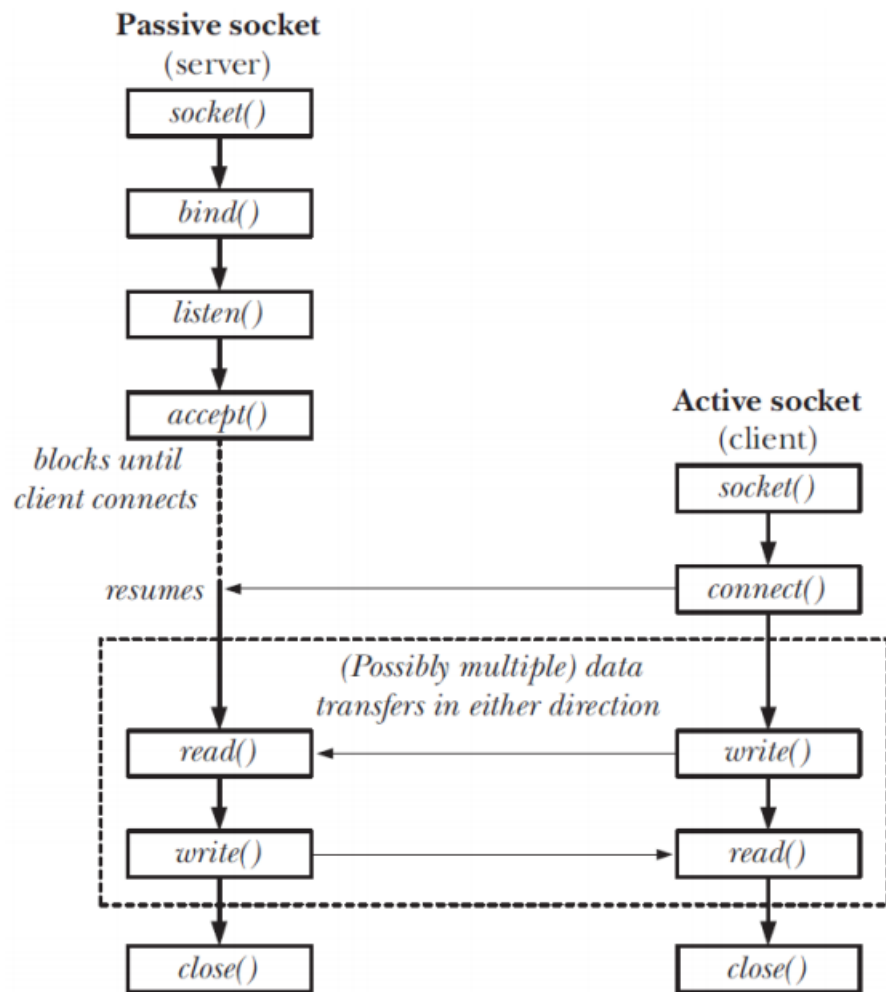 Passive socket
(server)
socket()
bind()
listen()
accept()
blocks until
client connects
resumes
Active socket
(client)
socket()
connect()
(Possibly multiple) data
transfers in either direction
read()
write()
write()
read()
close()
close()